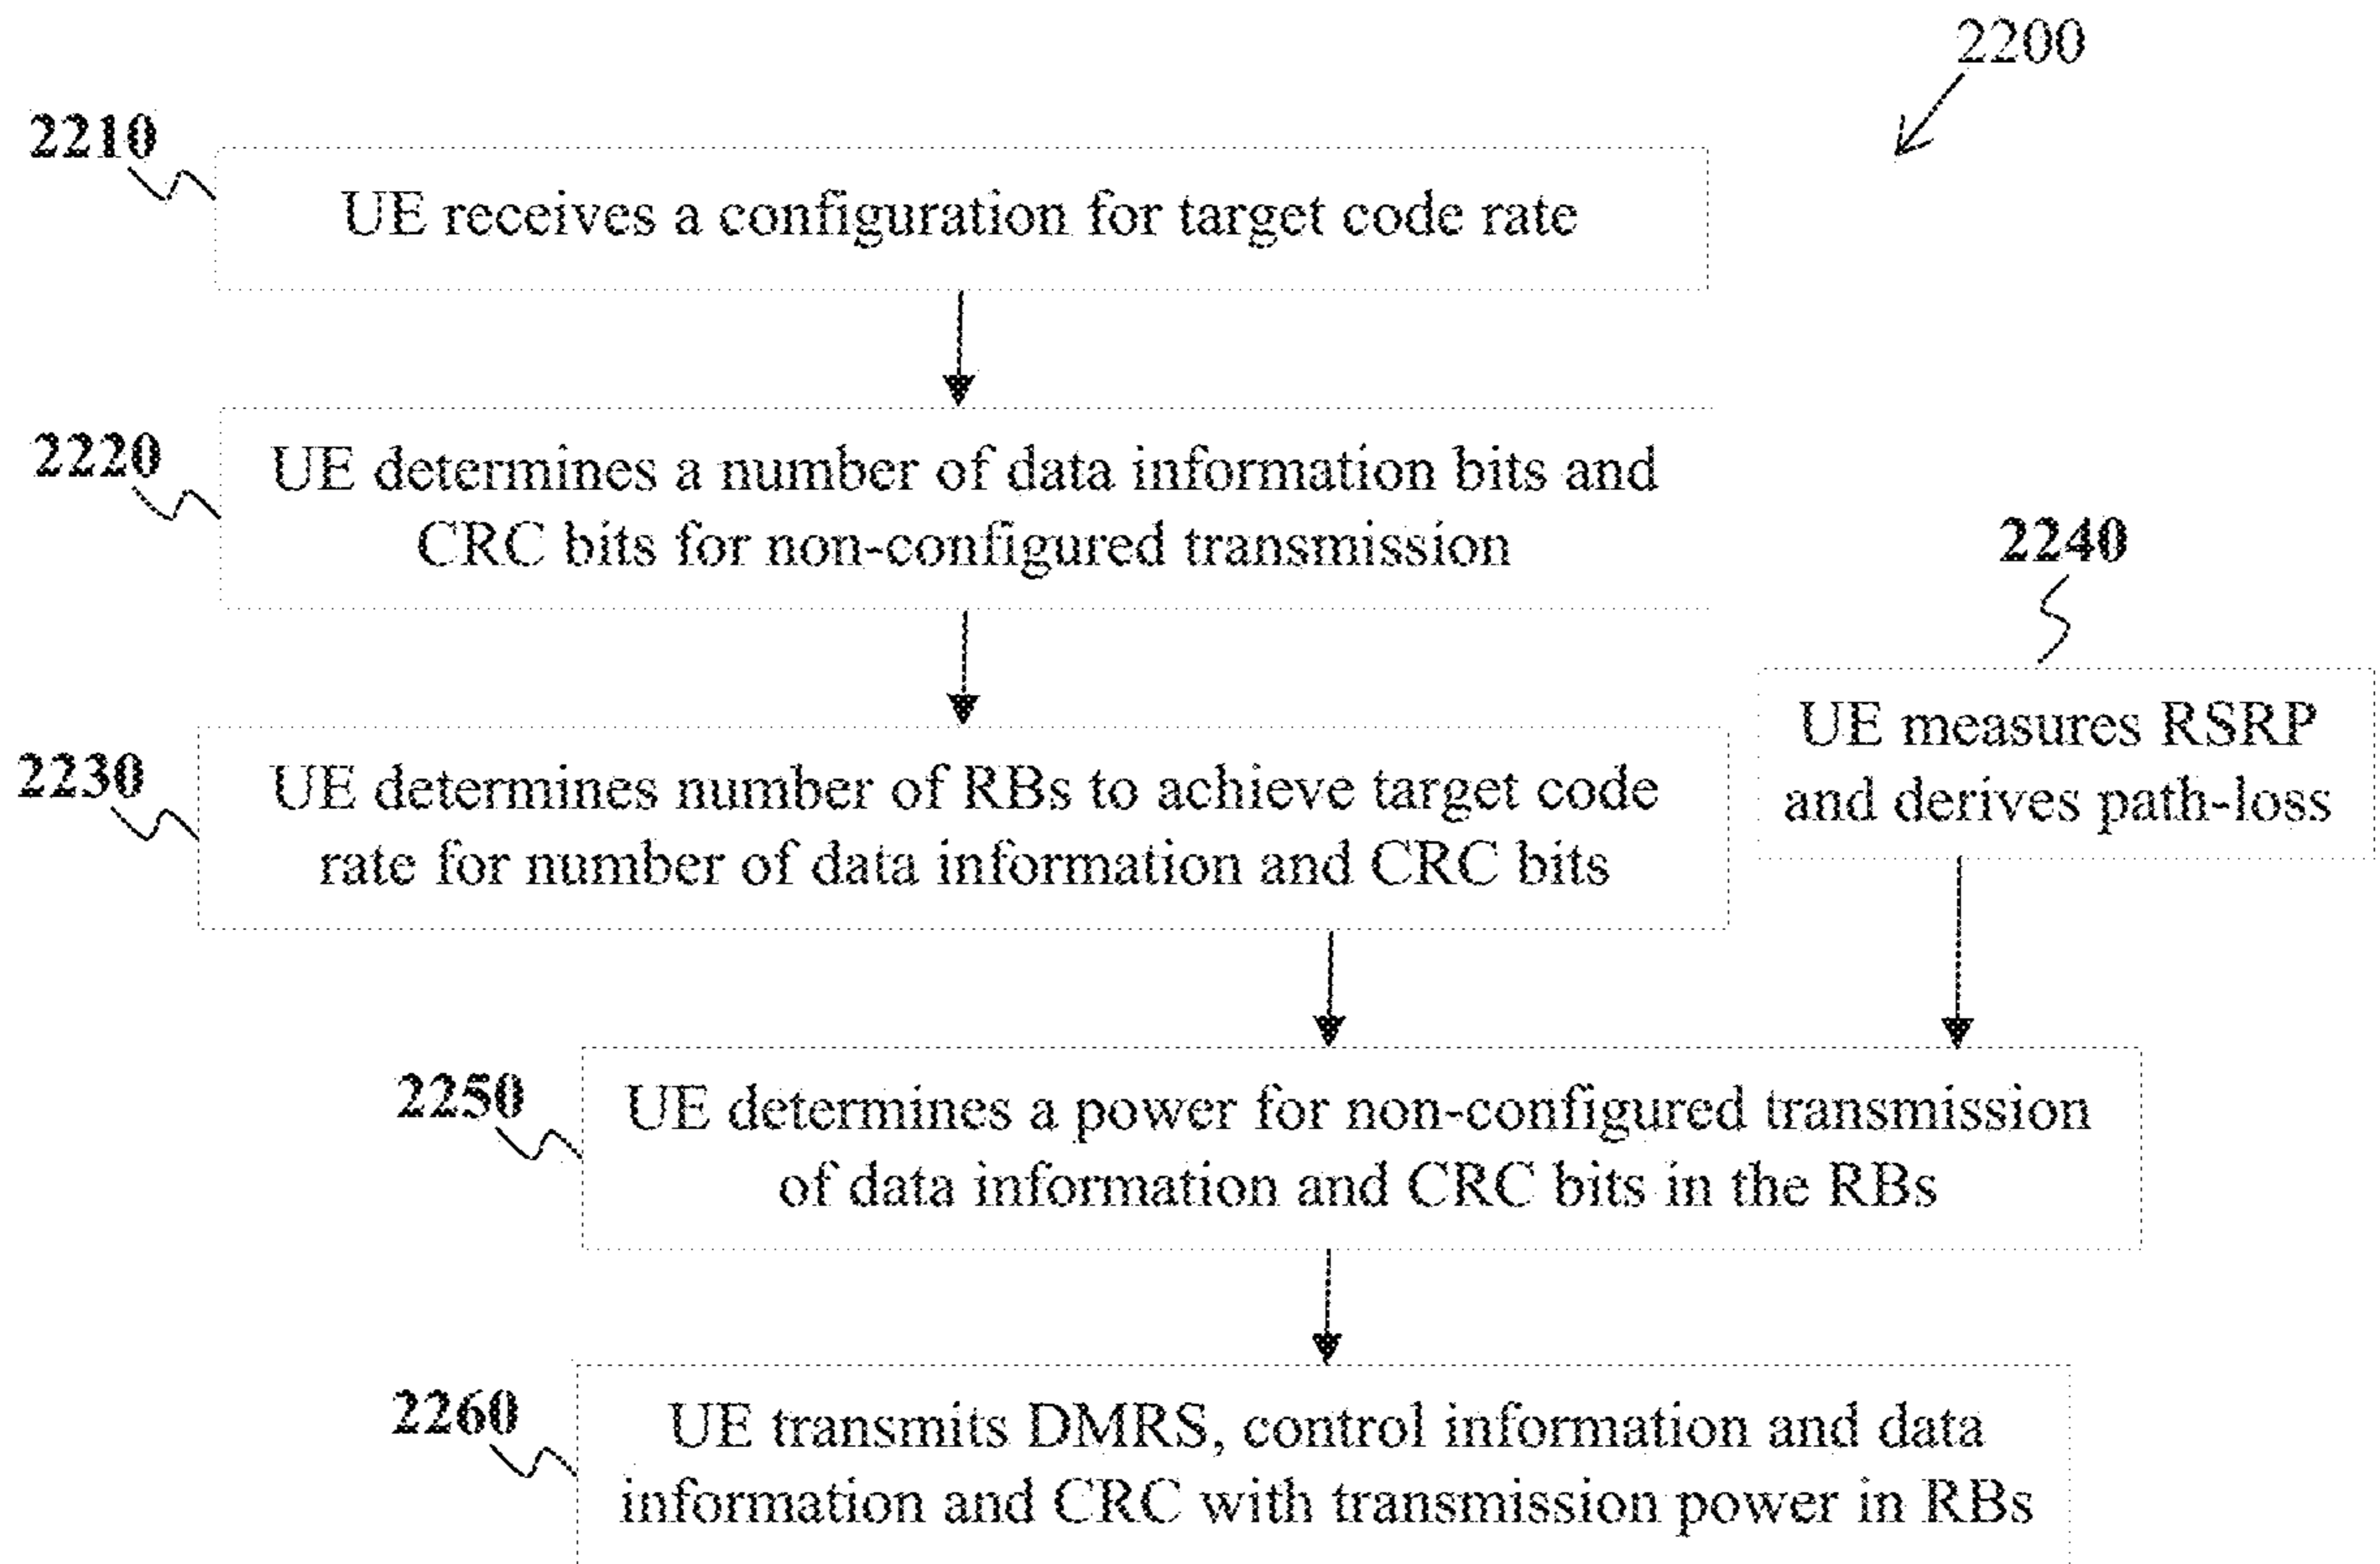 2200
2210
UE receives a configuration for target code rate
2220
UE determines a number of data information bits and
CRC bits for non-configured transmission
2230
UE determines number of RBs to achieve target code
rate for number of data information and CRC bits
2240
UE measures RSRP
and derives path-loss
2250
UE determines a power for non-configured transmission
of data information and CRC bits in the RBs
2260
UE transmits DMRS, control information and data
information and CRC with transmission power in RBs